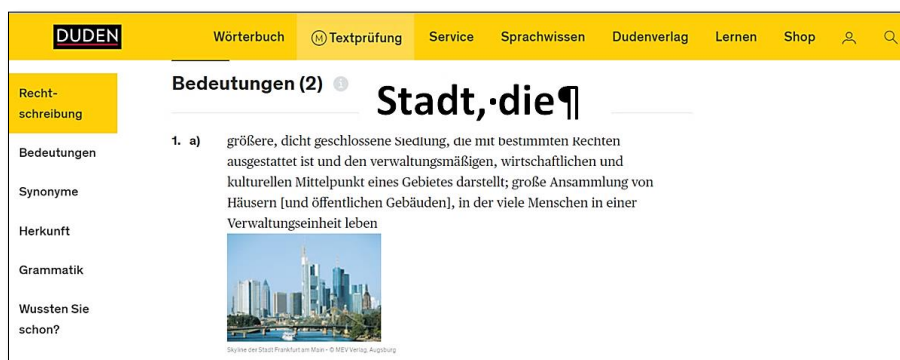 DUDEN Wörterbuch M Textprüfung Service Sprachwissen Dudenverlag Lernen Shop
Recht-
schreibung
Bedeutungen
Synonyme
Herkunft
Grammatik
Wussten Sie
schon?
Bedeutungen (2) i
Stadt,·die¶
1. a) größere, dicht geschlossene Siedlung, die mit bestimmten Rechten
ausgestattet ist und den verwaltungsmäßigen, wirtschaftlichen und
kulturellen Mittelpunkt eines Gebietes darstellt; große Ansammlung von
Häusern [und öffentlichen Gebäuden], in der viele Menschen in einer
Verwaltungseinheit leben
Skyline der Stadt Frankfurt am Main - © MEV Verlag, Augsburg